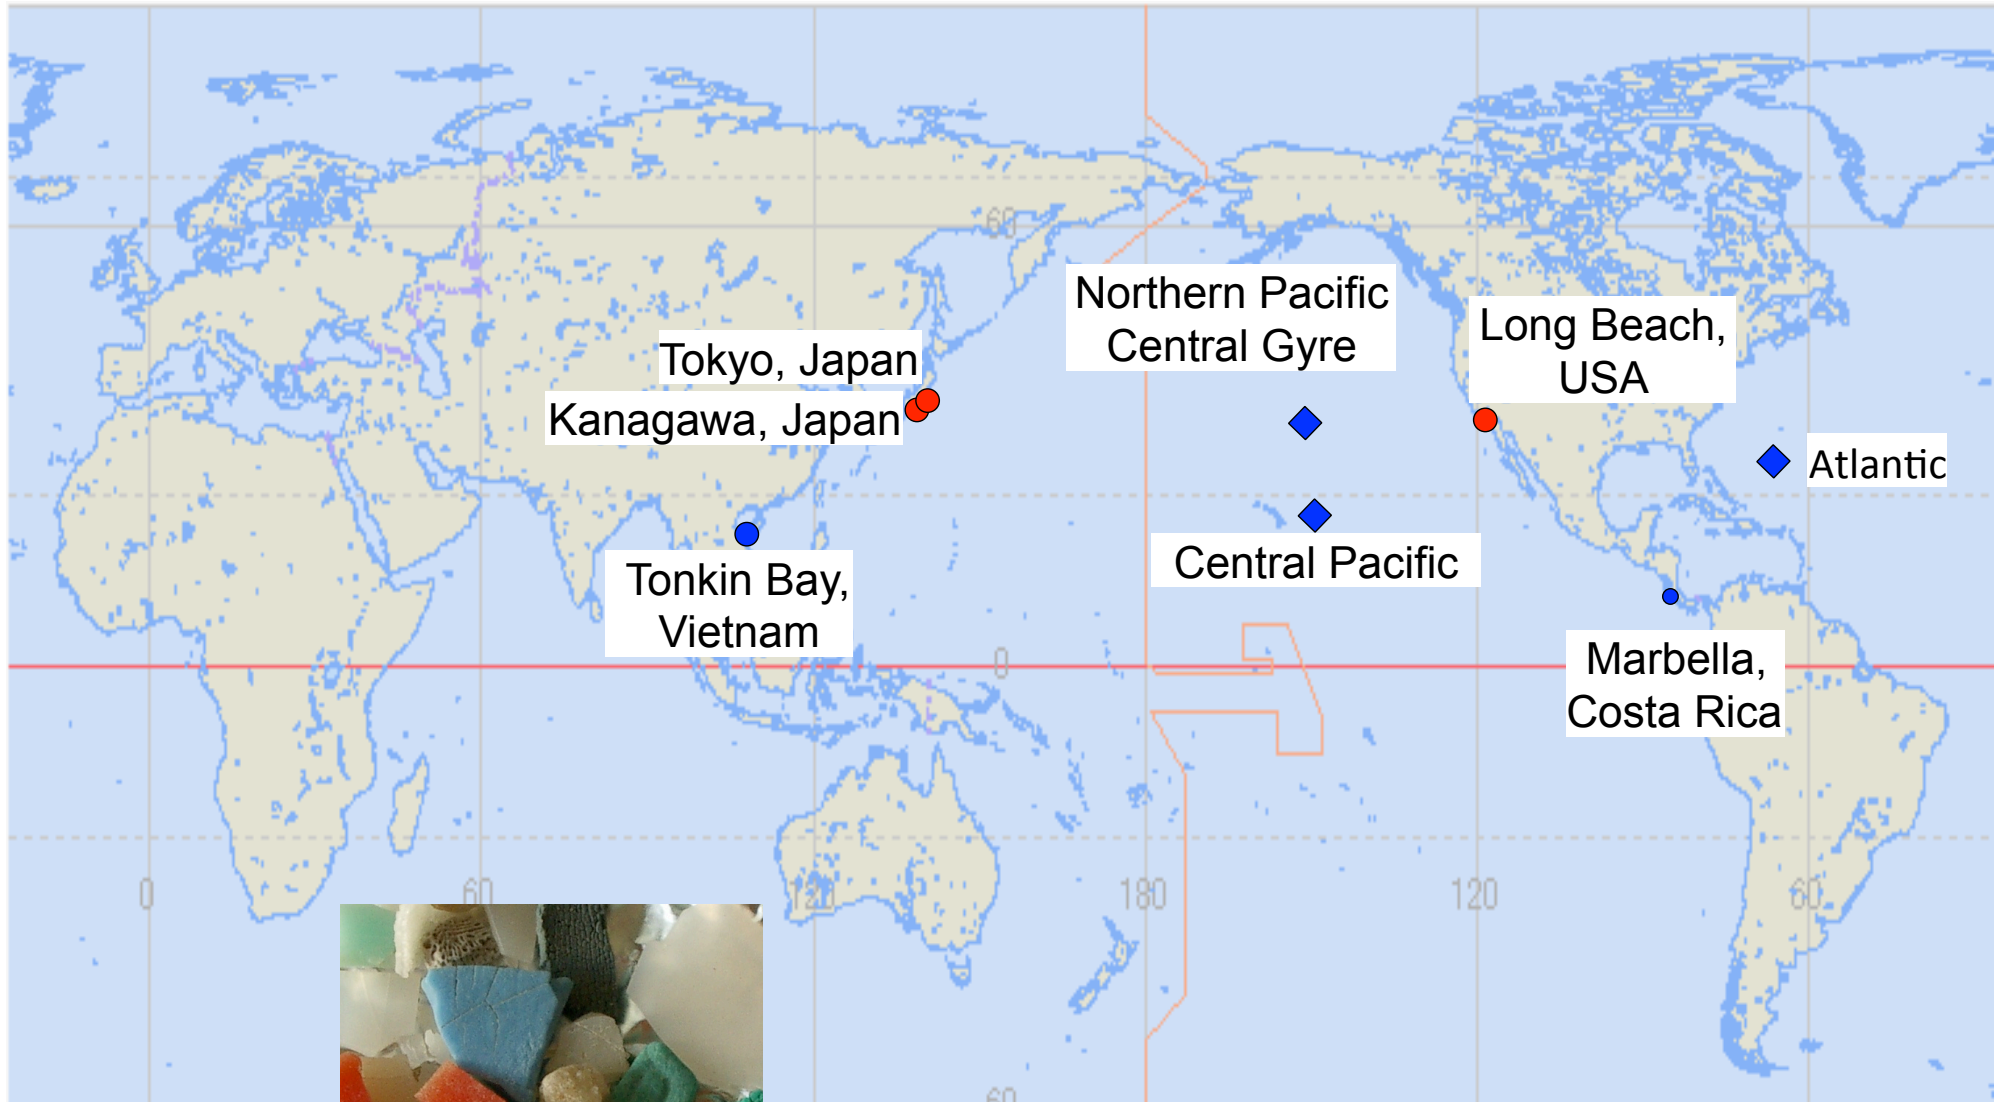 60
Northern Pacific
Central Gyre
Long Beach,
USA
Tokyo, Japan
Kanagawa, Japan
Atlantic
Central Pacific
Tonkin Bay,
Vietnam
0
Marbella,
Costa Rica
0
60
120
180
120
60
60